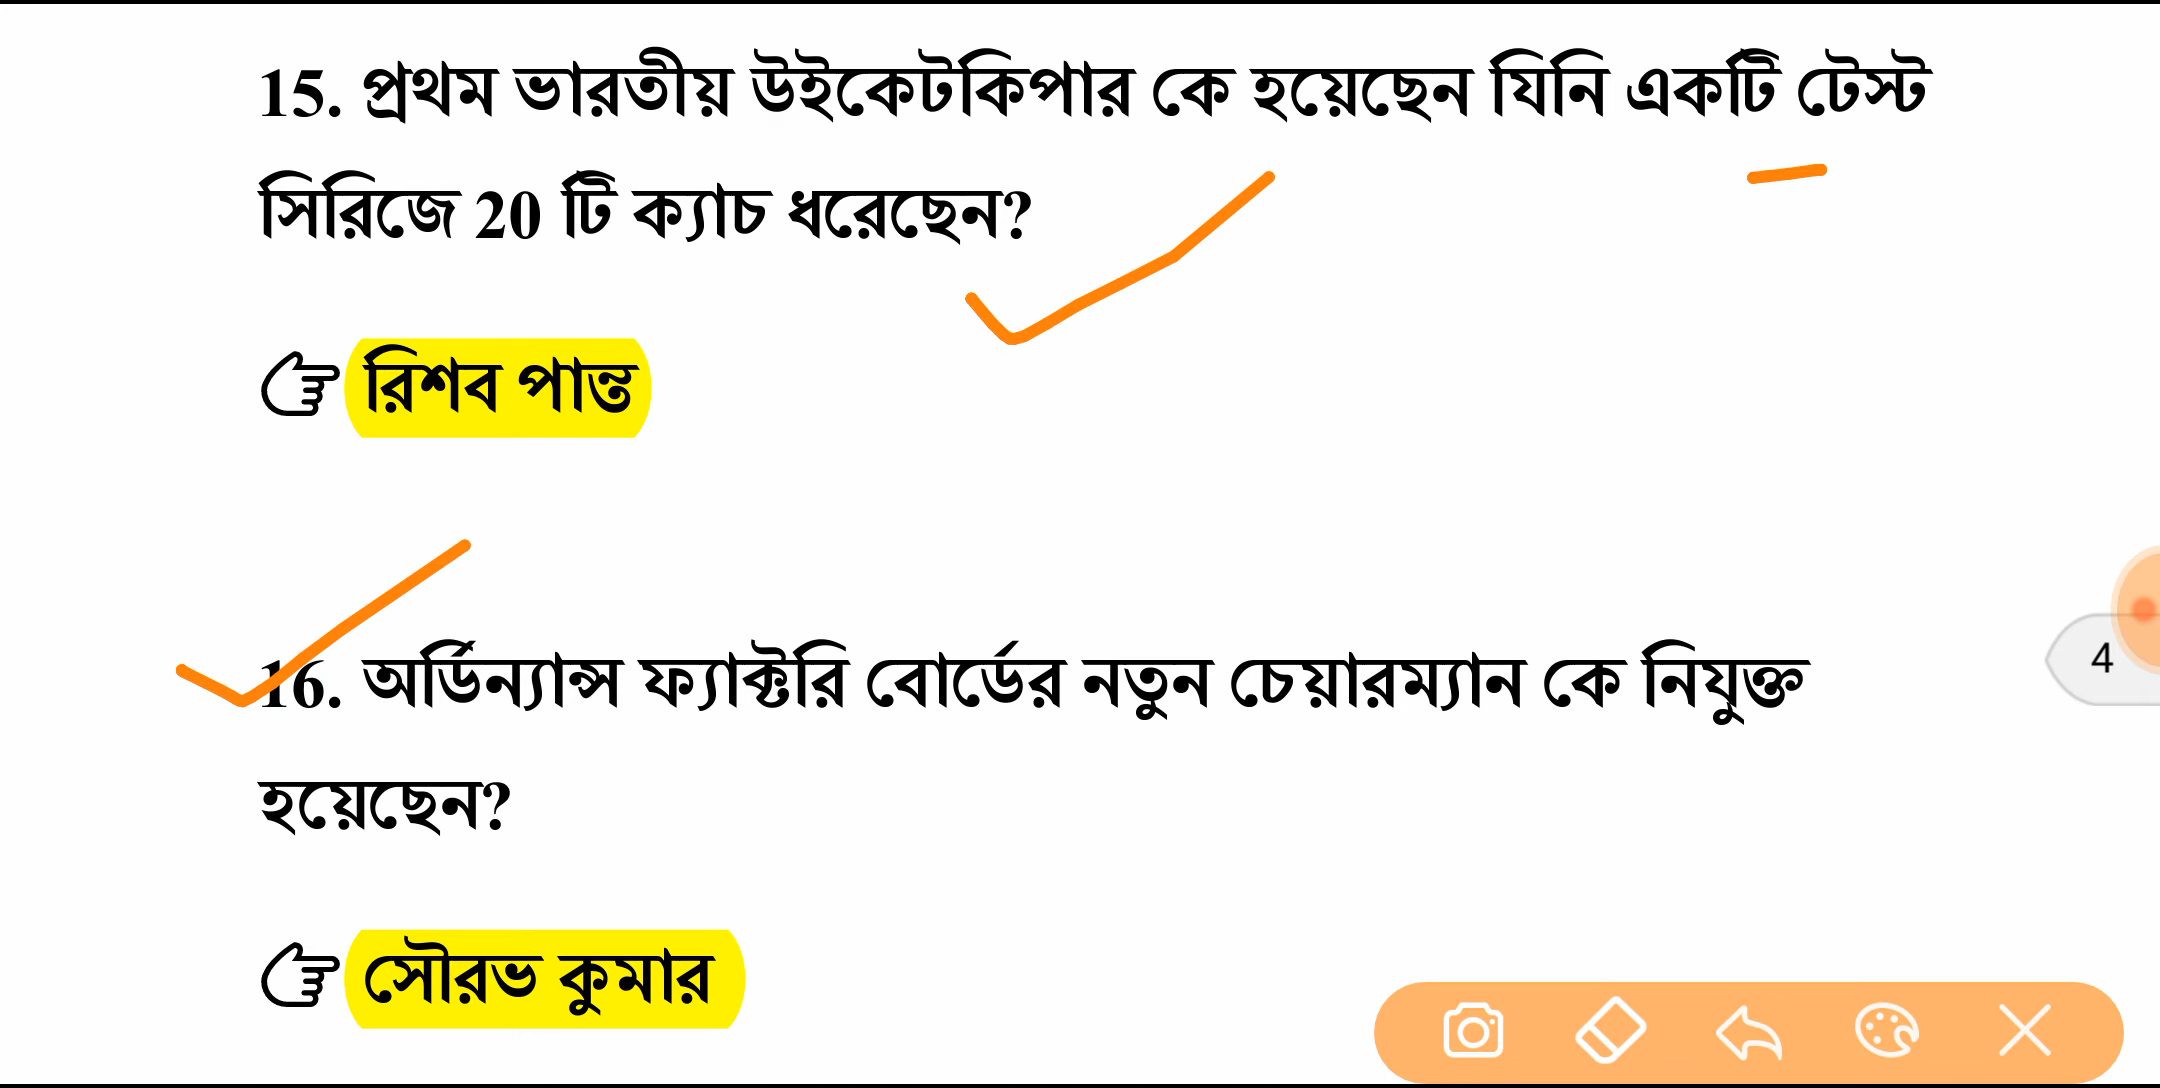 15. প্রথম ভারতীয় উইকেটকিপার কে হয়েছেন যিনি একটি টেস্ট
সিরিজে 20 টি ক্যাচ ধরেছেন?
রিশব পান্ত
16. অর্ডিন্যান্স ফ্যাক্টরি বোর্ডের নতুন চেয়ারম্যান কে নিযুক্ত
হয়েছেন?
4
সৌরভ কুমার